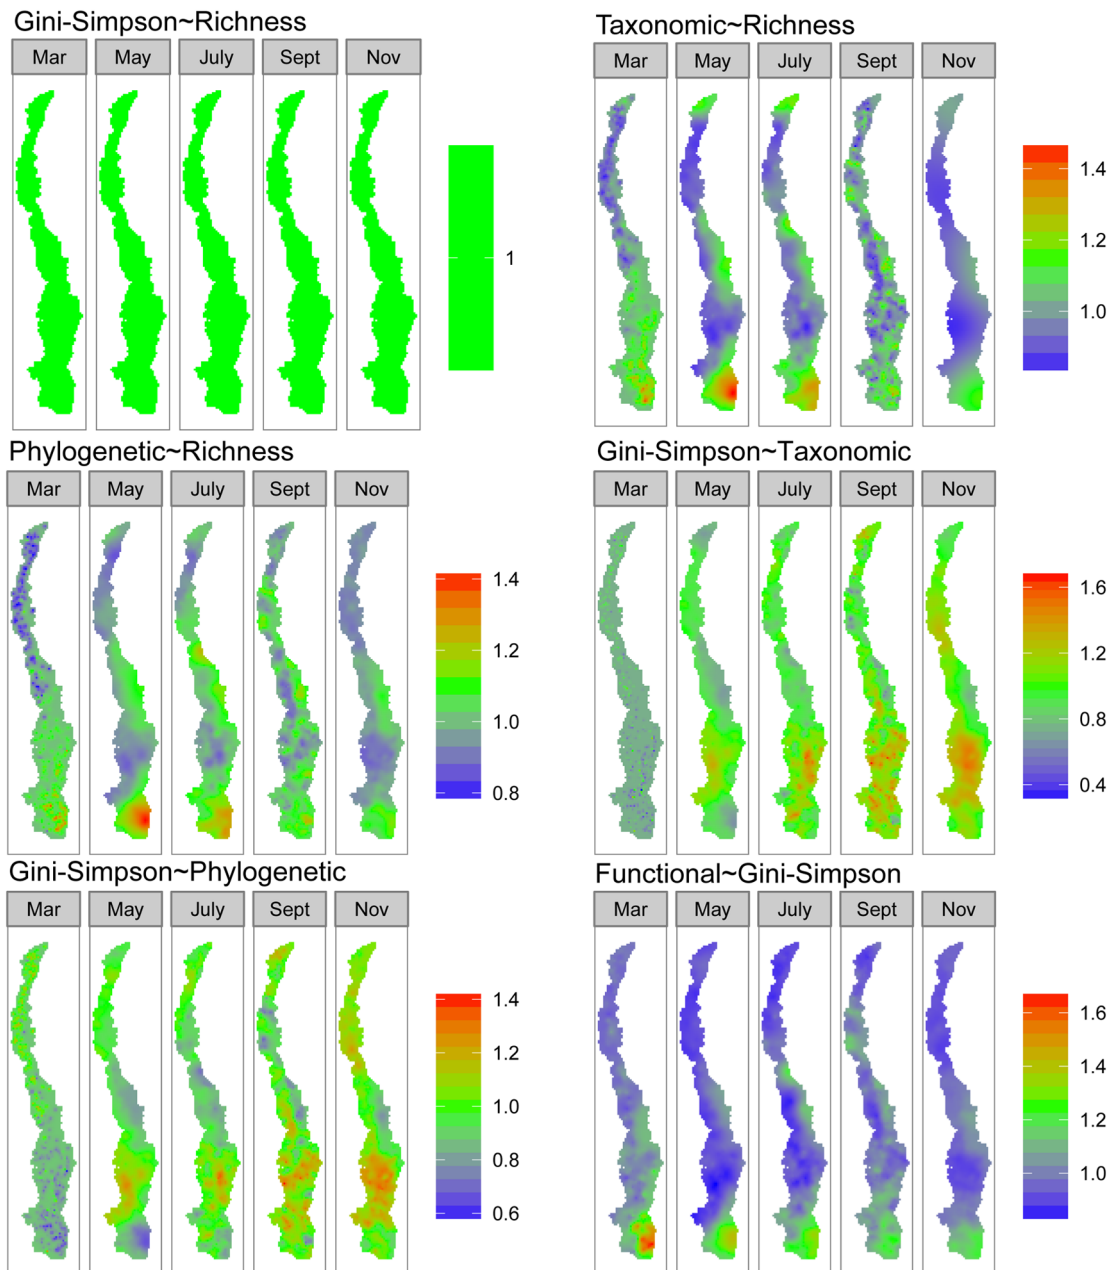 Gini-Simpson~Richness
Mar May July Sept Nov
1
Taxonomic~Richness
Mar May July Sept Nov
1.4
1.2
1.0
Phylogenetic~Richness
Mar May July Sept Nov
1.4
1.2
1.0
0.8
Gini-Simpson~Taxonomic
Mar May July Sept Nov
1.6
1.2
0.8
0.4
Gini-Simpson~Phylogenetic
Mar May July Sept Nov
1.4
1.2
1.0
0.8
0.6
Functional~Gini-Simpson
Mar May July Sept Nov
1.6
1.4
1.2
1.0